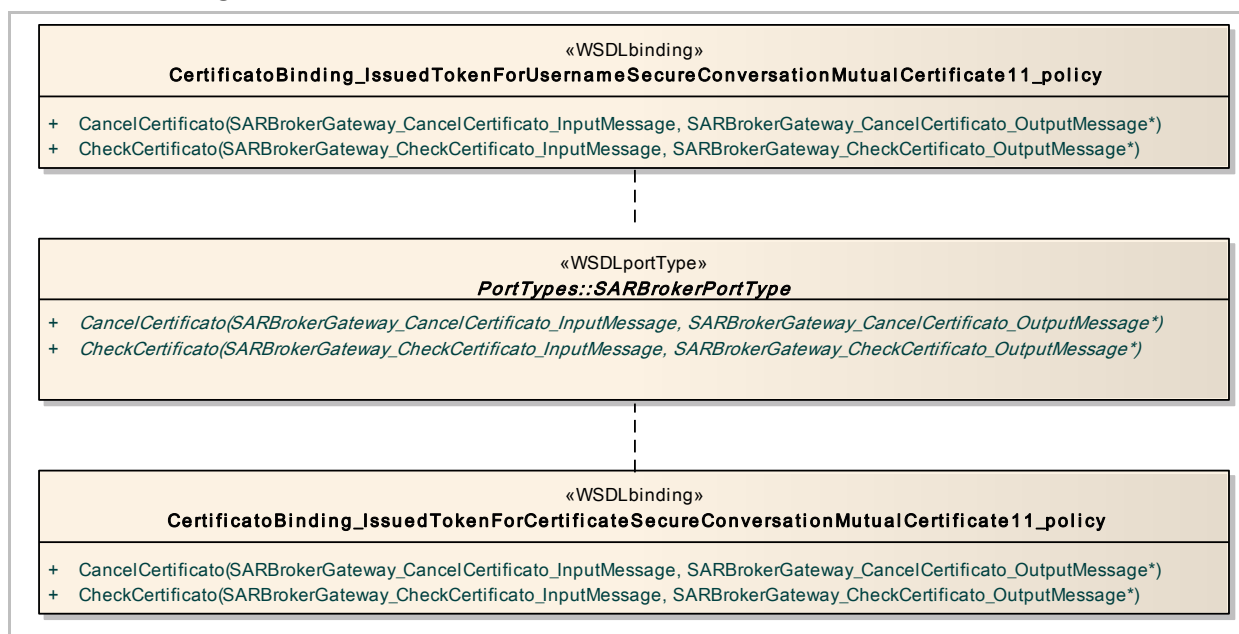 «WSDLbinding»
CertificatoBinding_IssuedTokenForUsernameSecureConversationMutualCertificate11_policy
+ CancelCertificato(SARBrokerGateway_CancelCertificato_InputMessage, SARBrokerGateway_CancelCertificato_OutputMessage*)
+ CheckCertificato(SARBrokerGateway_CheckCertificato_InputMessage, SARBrokerGateway_CheckCertificato_OutputMessage*)
«WSDLportType»
PortTypes::SARBrokerPortType
+ CancelCertificato(SARBrokerGateway_CancelCertificato_InputMessage, SARBrokerGateway_CancelCertificato_OutputMessage*)
+ CheckCertificato(SARBrokerGateway_CheckCertificato_InputMessage, SARBrokerGateway_CheckCertificato_OutputMessage*)
«WSDLbinding»
CertificatoBinding_IssuedTokenForCertificateSecureConversationMutualCertificate11_policy
+ CancelCertificato(SARBrokerGateway_CancelCertificato_InputMessage, SARBrokerGateway_CancelCertificato_OutputMessage*)
+ CheckCertificato(SARBrokerGateway_CheckCertificato_InputMessage, SARBrokerGateway_CheckCertificato_OutputMessage*)